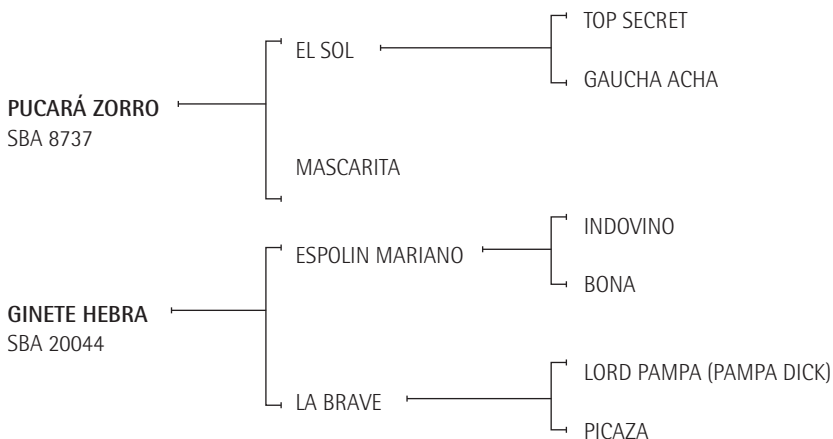 TOP SECRET
EL SOL
GAUCHA ACHA
PUCARÁ ZORRO
SBA 8737
MASCARITA
INDOVINO
ESPOLIN MARIANO
BONA
GINETE HEBRA
SBA 20044
LORD PAMPA (PAMPA DICK)
LA BRAVE
PICAZA